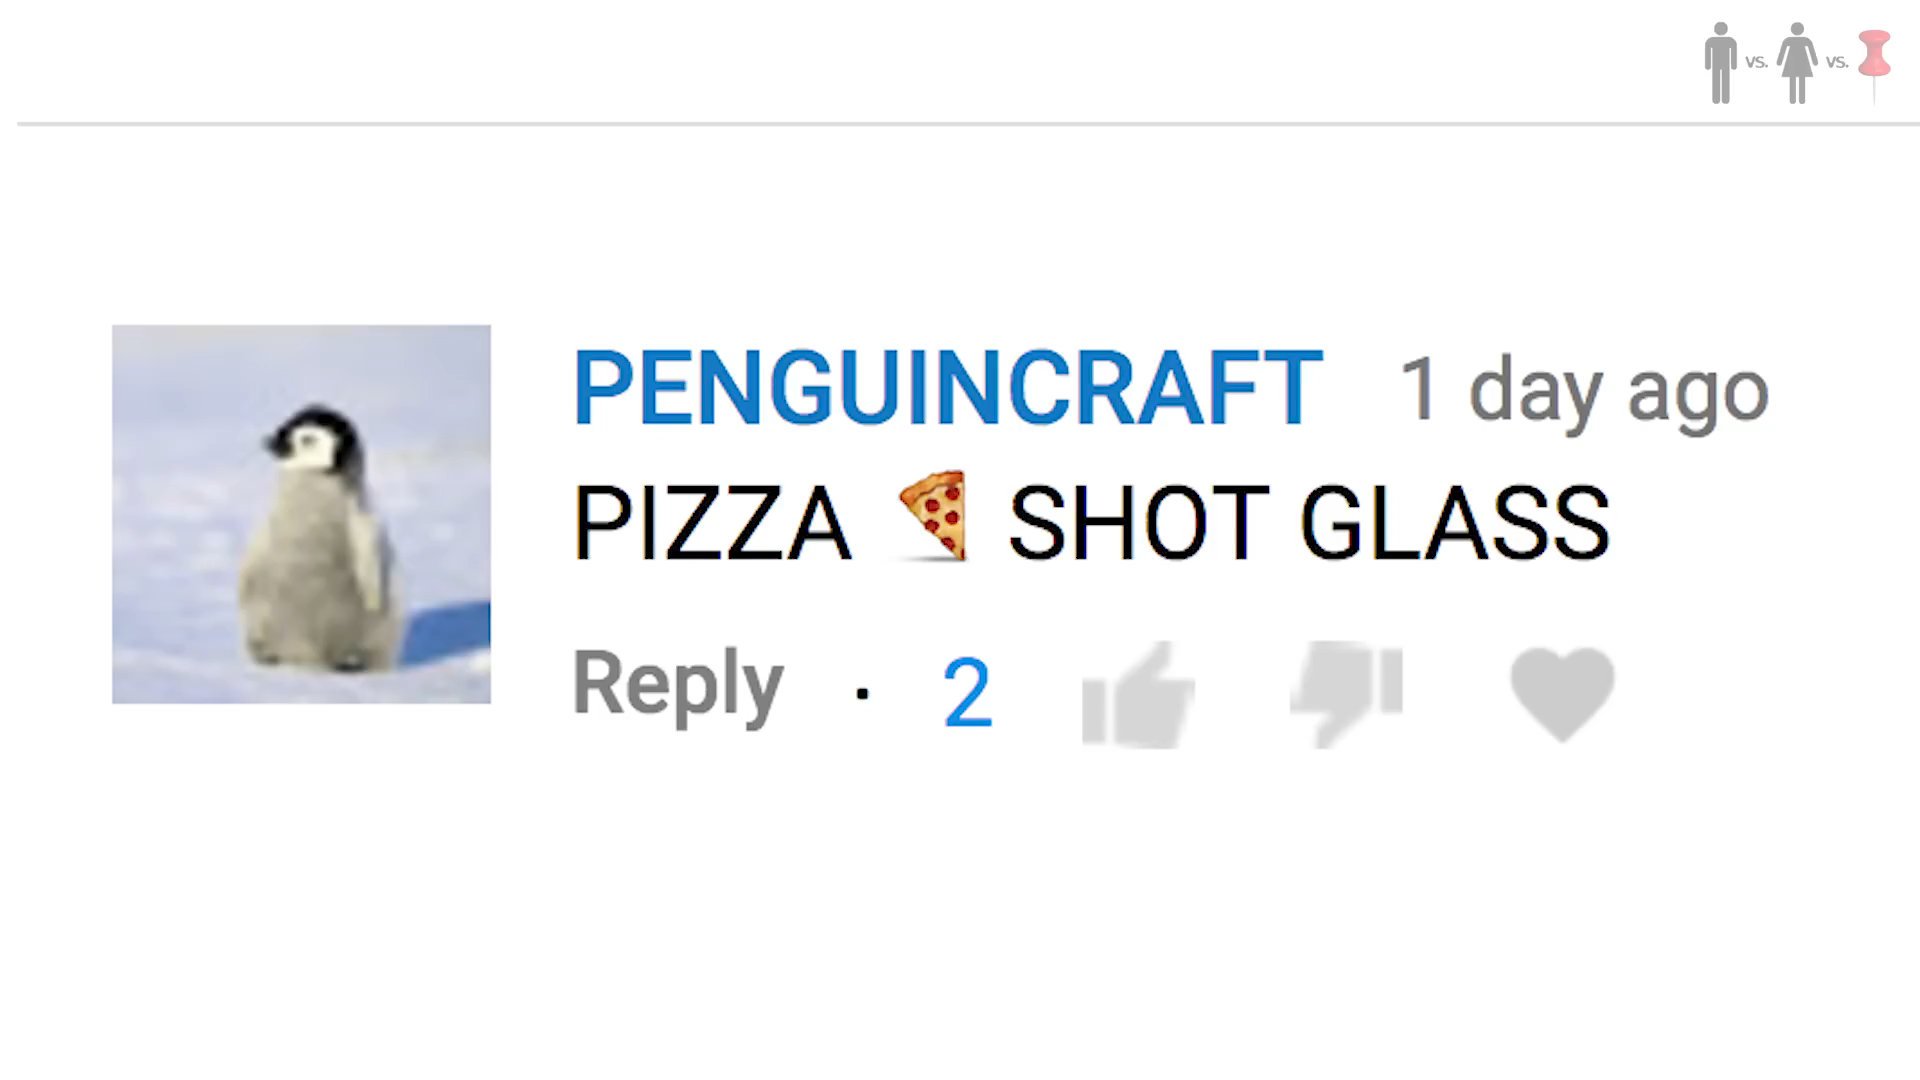 vs. vs.
PENGUINCRAFT 1 day ago
PIZZA 🍕 SHOT GLASS
Reply · 2